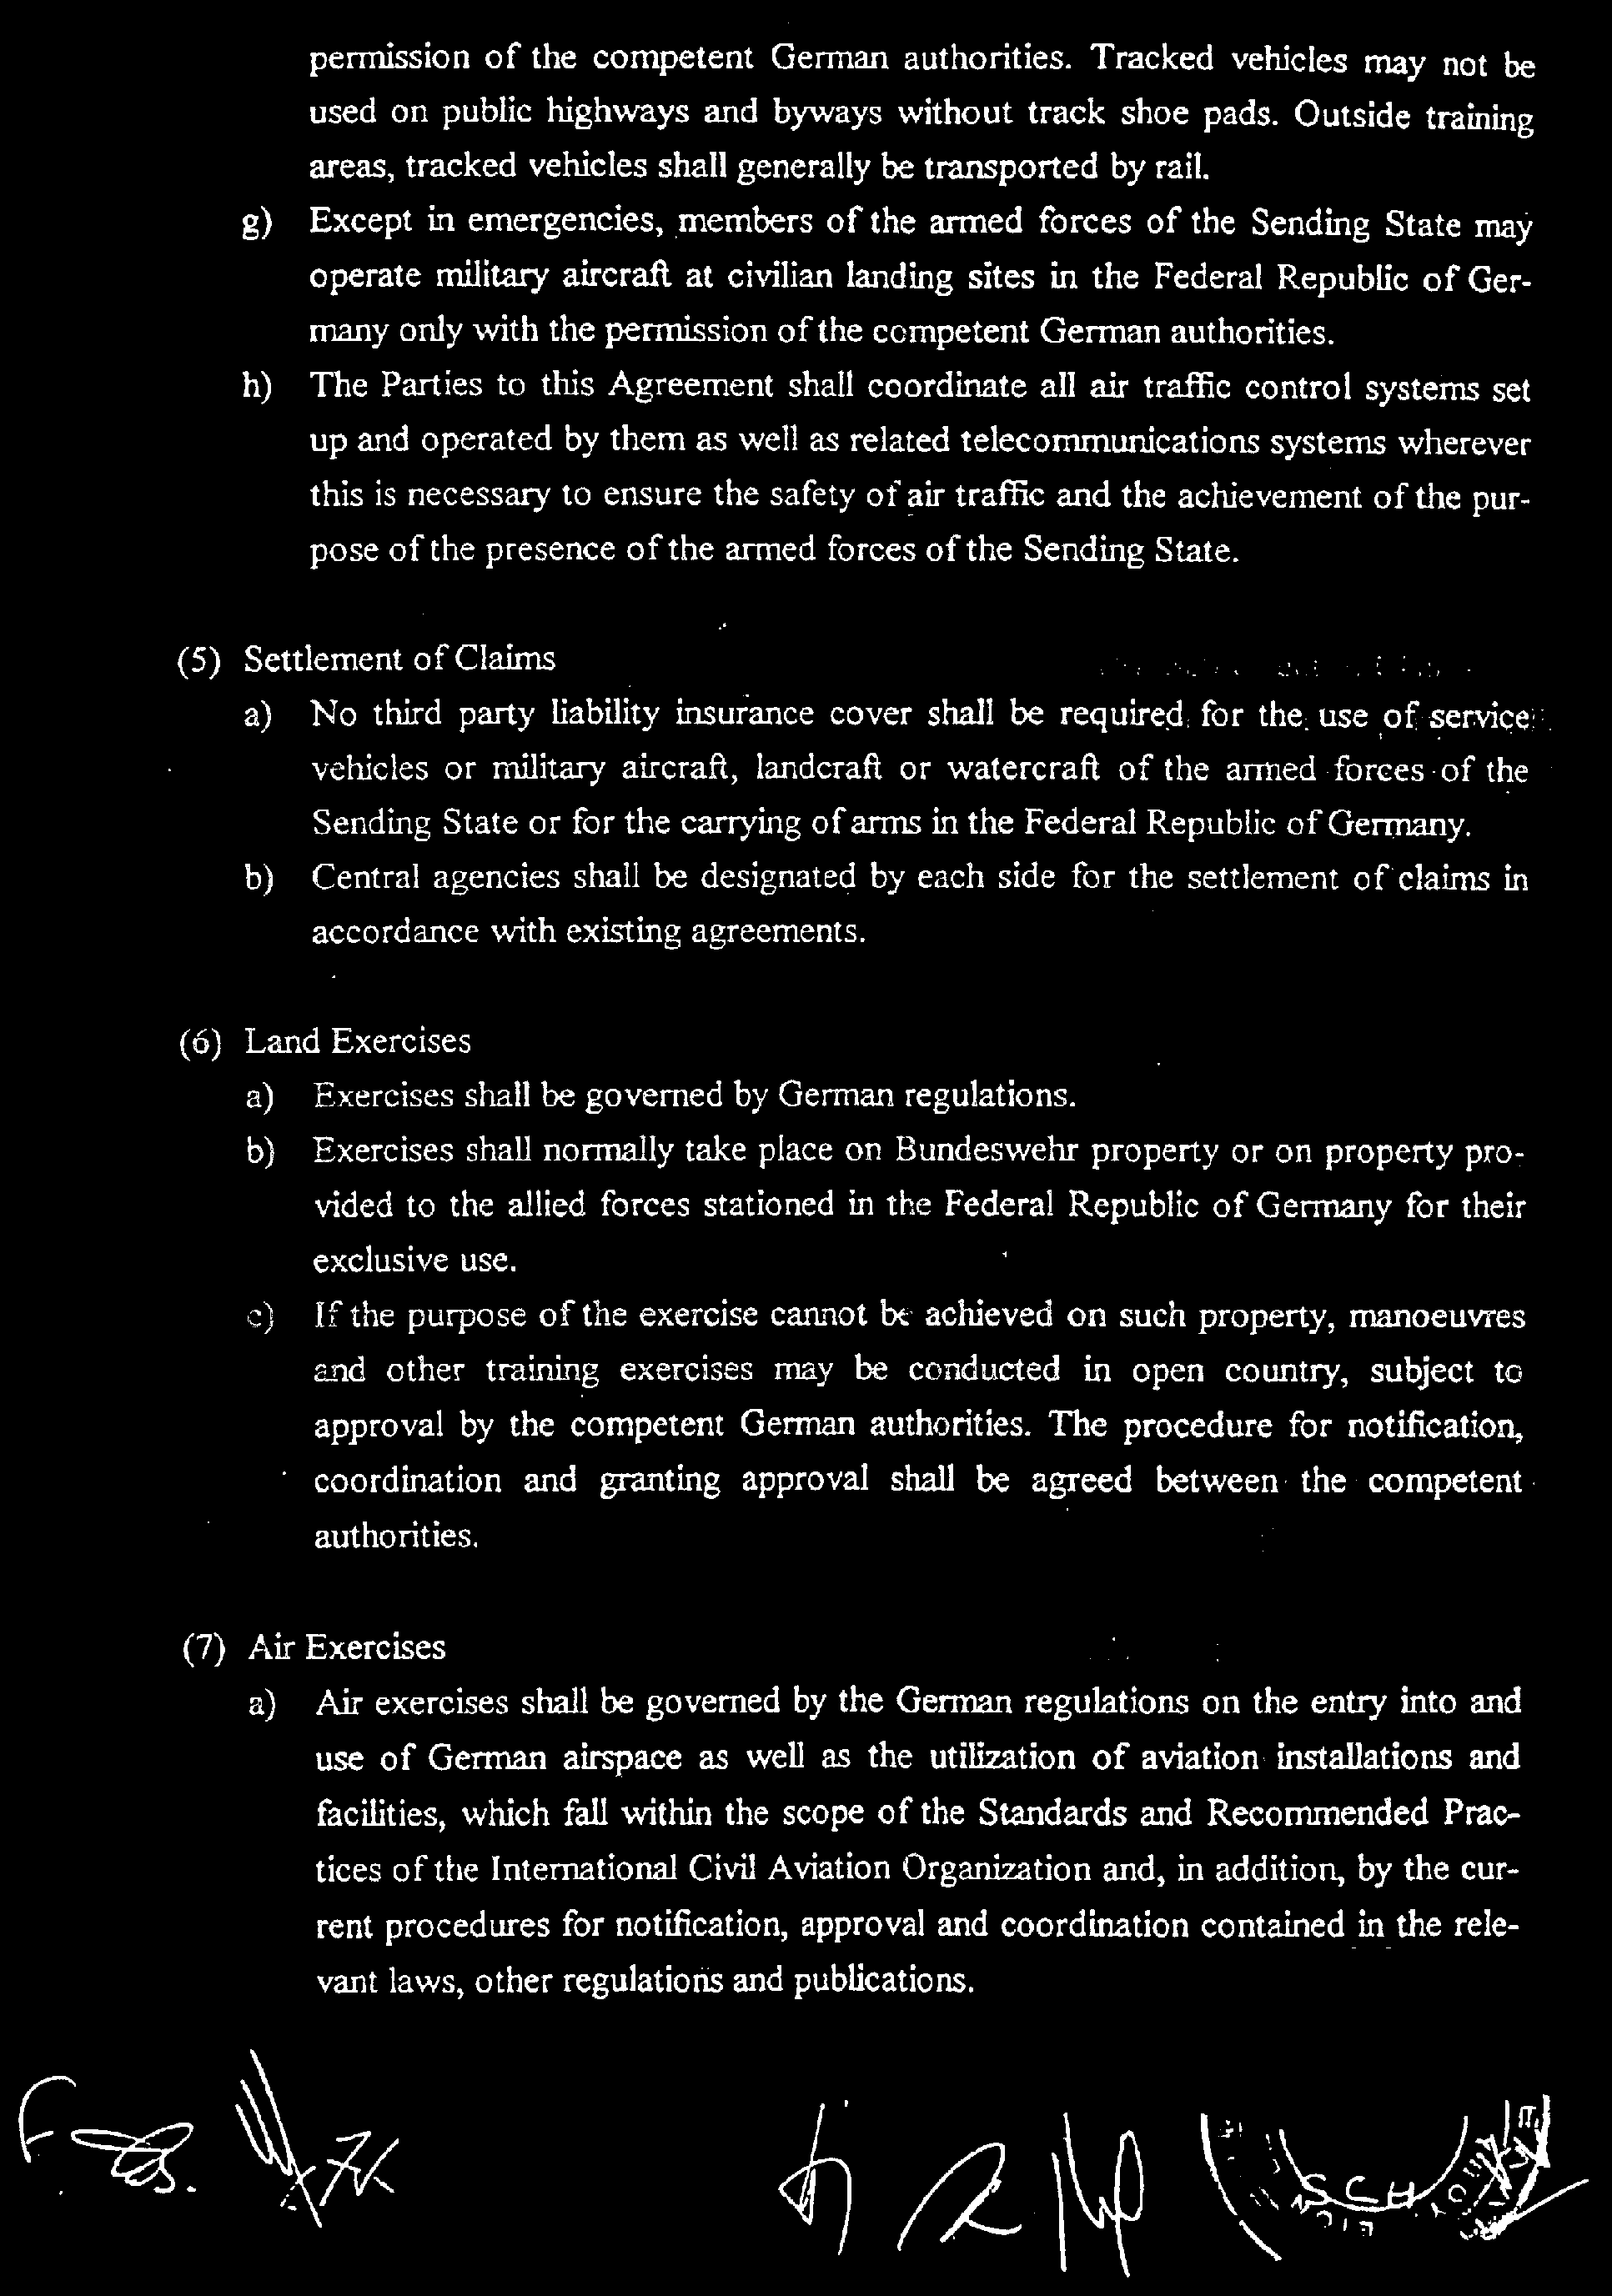 permission of the competent German authorities. Tracked vehicles may not be
used on public highways and byways without track shoe pads. Outside training
areas, tracked vehicles shall generally be transported by rail.
g) Except in emergencies, members of the armed forces of the Sending State may
operate military aircraft at civilian landing sites in the Federal Republic of Ger-
many only with the permission of the competent German authorities.
h) The Parties to this Agreement shall coordinate all air traffic control systems set
up and operated by them as well as related telecommunications systems wherever
this is necessary to ensure the safety of air traffic and the achievement of the pur-
pose of the presence of the armed forces of the Sending State.
(5) Settlement of Claims
a) No third party liability insurance cover shall be required for the use of service
vehicles or military aircraft, landcraft or watercraft of the armed forces of the
Sending State or for the carrying of arms in the Federal Republic of Germany.
b) Central agencies shall be designated by each side for the settlement of claims in
accordance with existing agreements.
(6) Land Exercises
a) Exercises shall be governed by German regulations.
b) Exercises shall normally take place on Bundeswehr property or on property pro-
vided to the allied forces stationed in the Federal Republic of Germany for their
exclusive use.
c) If the purpose of the exercise cannot be achieved on such property, manoeuvres
and other training exercises may be conducted in open country, subject to
approval by the competent German authorities. The procedure for notification,
coordination and granting approval shall be agreed between the competent
authorities.
(7) Air Exercises
a) Air exercises shall be governed by the German regulations on the entry into and
use of German airspace as well as the utilization of aviation installations and
facilities, which fall within the scope of the Standards and Recommended Prac-
tices of the International Civil Aviation Organization and, in addition, by the cur-
rent procedures for notification, approval and coordination contained in the rele-
vant laws, other regulations and publications.